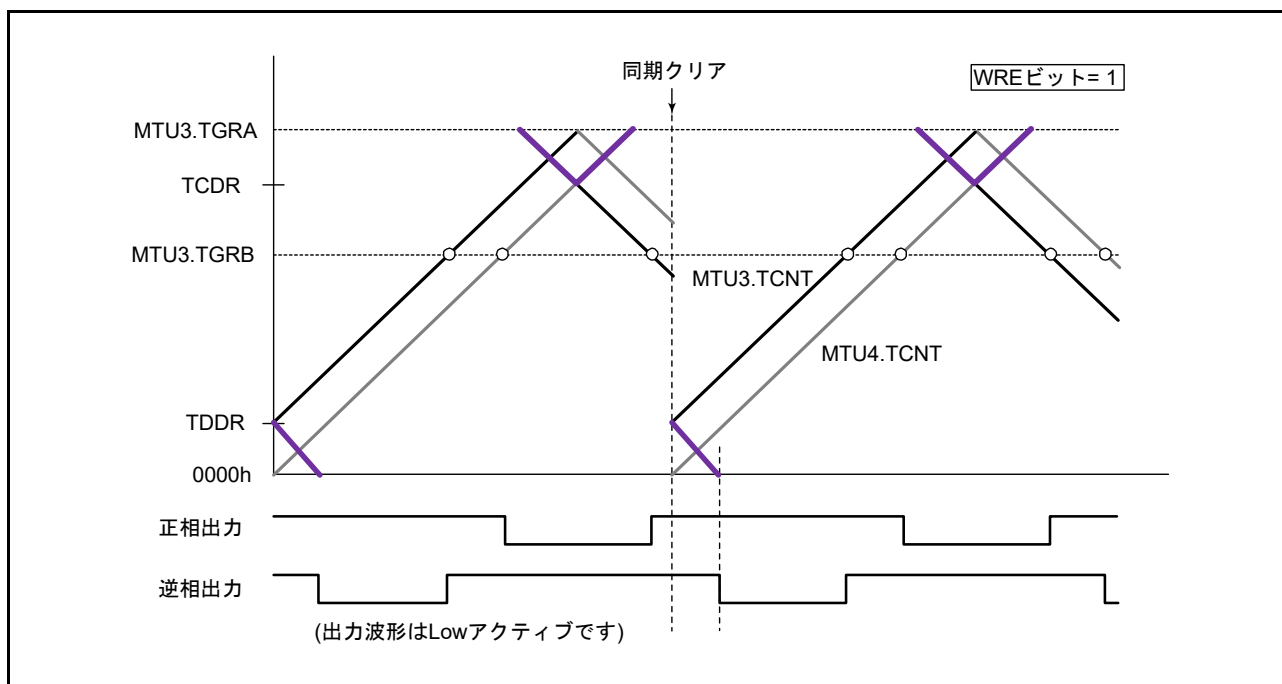 同期クリア
WREビット= 1
MTU3.TGRA
TCDR
MTU3.TGRB
MTU3.TCNT
MTU4.TCNT
TDDR
0000h
正相出力
逆相出力
(出力波形はLowアクティブです)